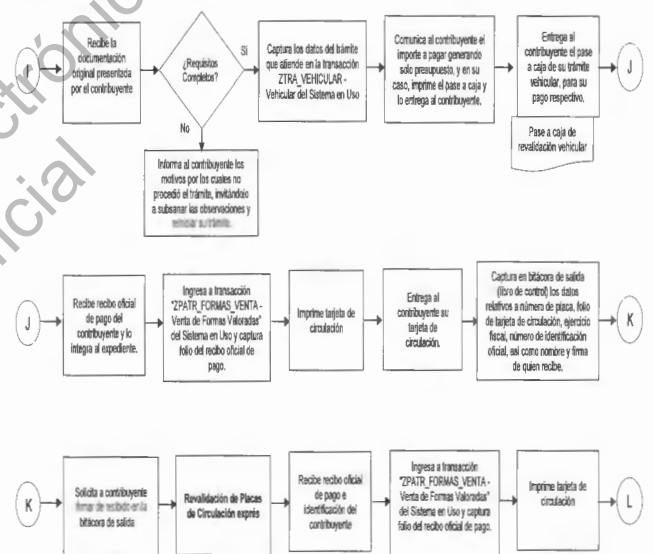 I
Recibe la
documentación
original presentada
por el contribuyente
¿Requisitos
Completos?
Si
No
Informa al contribuyente los
motivos por los cuales no
procedió el trámite, invitándolo
a subsanar las observaciones y
reiniciar su trámite.
Captura los datos del trámite
que atiende en la transacción
ZTRA_VEHICULAR -
Vehicular del Sistema en Uso
Comunica al contribuyente el
importe a pagar generando
solo presupuesto, y en su
caso, imprime el pase a caja y
lo entrega al contribuyente.
Entrega al
contribuyente el pase
a caja de su trámite
vehicular, para su
pago respectivo.
Pase a caja de
revalidación vehicular
J
J
Recibe recibo oficial
de pago del
contribuyente y lo
integra al expediente.
Ingresa a transacción
"ZPATR_FORMAS_VENTA -
Venta de Formas Valoradas"
del Sistema en Uso y captura
folio del recibo oficial de
pago.
Imprime tarjeta de
circulación
Entrega al
contribuyente su
tarjeta de
circulación.
Captura en bitácora de salida
(libro de control) los datos
relativos a número de placa, folio
de tarjeta de circulación, ejercicio
fiscal, número de identificación
oficial, asi como nombre y firma
de quien recibe.
K
K
Solicita a contribuyente
firmar de recibido en la
bitácora de salida
Revalidación de Placas
de Circulación exprés
Recibe recibo oficial
de pago e
identificación del
contribuyente
Ingresa a transacción
"ZPATR_FORMAS_VENTA -
Venta de Formas Valoradas"
del Sistema en Uso y captura
folio del recibo oficial de pago.
Imprime tarjeta de
circulación
L